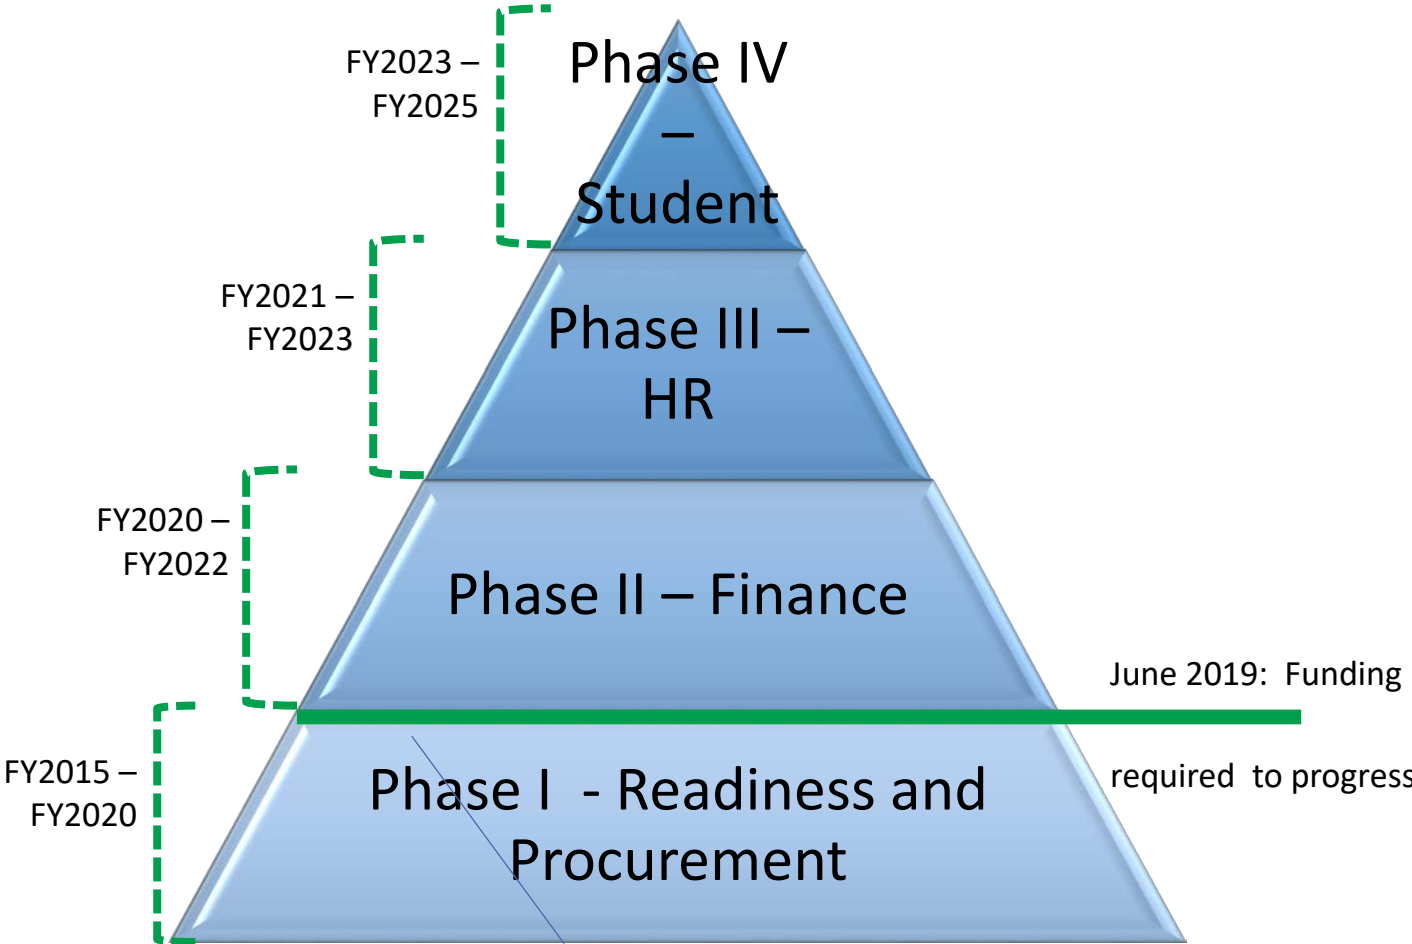 FY2023 –
FY2025
Phase IV
–
Student
FY2021 –
FY2023
Phase III –
HR
FY2020 –
FY2022
Phase II – Finance
June 2019:  Funding
required  to progress
FY2015 –
FY2020
Phase I  - Readiness and
Procurement